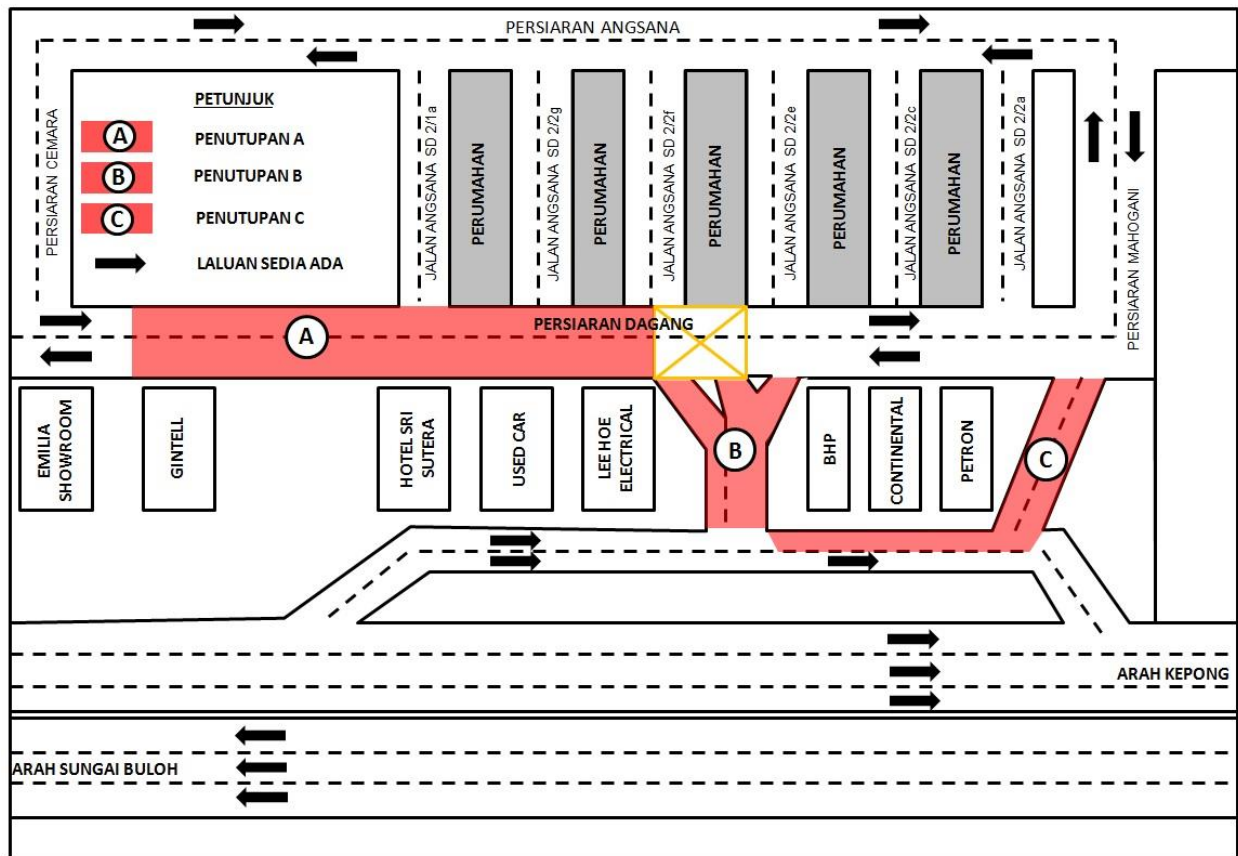 PERSIARAN ANGSANA
PETUNJUK
A
PENUTUPAN A
B
PENUTUPAN B
C
PENUTUPAN C
LALUAN SEDIA ADA
PERSIARAN CEMARA
JALAN ANGSANA SD 2/1a
PERUMAHAN
JALAN ANGSANA SD 2/2g
PERUMAHAN
JALAN ANGSANA SD 2/2f
PERUMAHAN
JALAN ANGSANA SD 2/2e
PERUMAHAN
JALAN ANGSANA SD 2/2c
PERUMAHAN
JALAN ANGSANA SD 2/2a
PERSIARAN MAHOGANI
A
PERSIARAN DAGANG
EMILIA
SHOWROOM
GINTELL
HOTEL SRI
SUTERA
USED CAR
LEE HOE
ELECTRICAL
B
BHP
CONTINENTAL
PETRON
C
ARAH KEPONG
ARAH SUNGAI BULOH